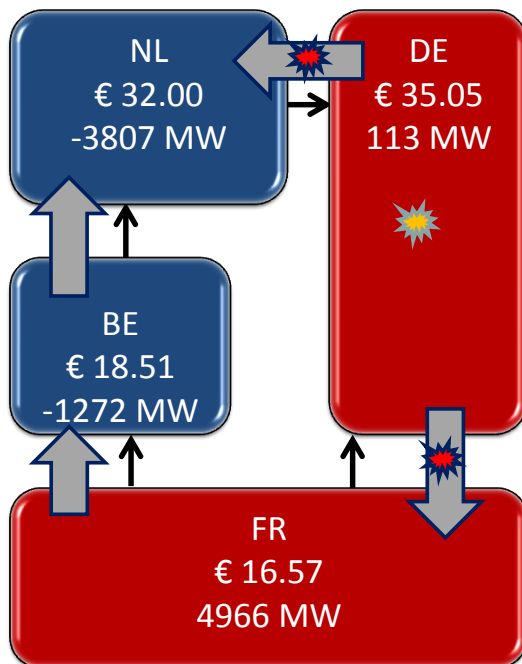 NL
€ 32.00
-3807 MW
DE
€ 35.05
113 MW
BE
€ 18.51
-1272 MW
FR
€ 16.57
4966 MW